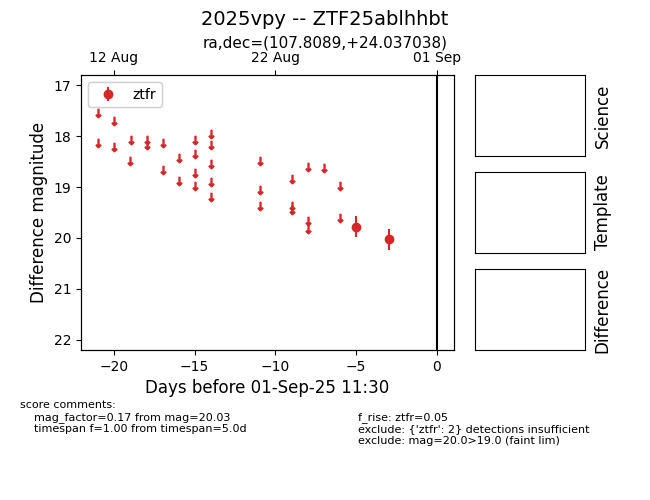 2025vpy -- ZTF25ablhhbt
ra,dec=(107.8089,+24.037038)
12 Aug 22 Aug 01 Sep
ztfr
17
18
19
20
21
22
Difference magnitude
−20 −15 −10 −5 0
Days before 01-Sep-25 11:30
Science
Template
Difference
score comments:
mag_factor=0.17 from mag=20.03
timespan f=1.00 from timespan=5.0d
f_rise: ztfr=0.05
exclude: {'ztfr': 2} detections insufficient
exclude: mag=20.0>19.0 (faint lim)